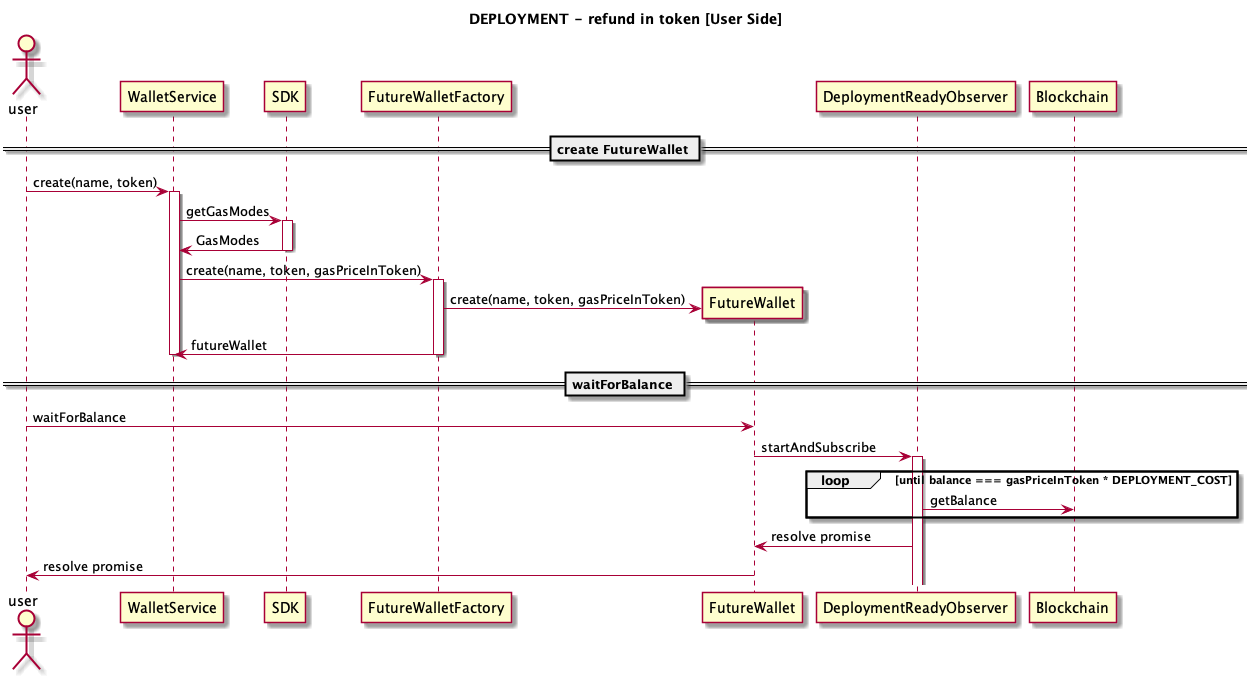 DEPLOYMENT - refund in token [User Side]
user
WalletService
SDK
FutureWalletFactory
DeploymentReadyObserver
Blockchain
create FutureWallet
create(name, token)
getGasModes
GasModes
create(name, token, gasPriceInToken)
create(name, token, gasPriceInToken)
FutureWallet
futureWallet
waitForBalance
waitForBalance
startAndSubscribe
loop
[until balance === gasPriceInToken * DEPLOYMENT_COST]
getBalance
resolve promise
resolve promise
user
WalletService
SDK
FutureWalletFactory
FutureWallet
DeploymentReadyObserver
Blockchain